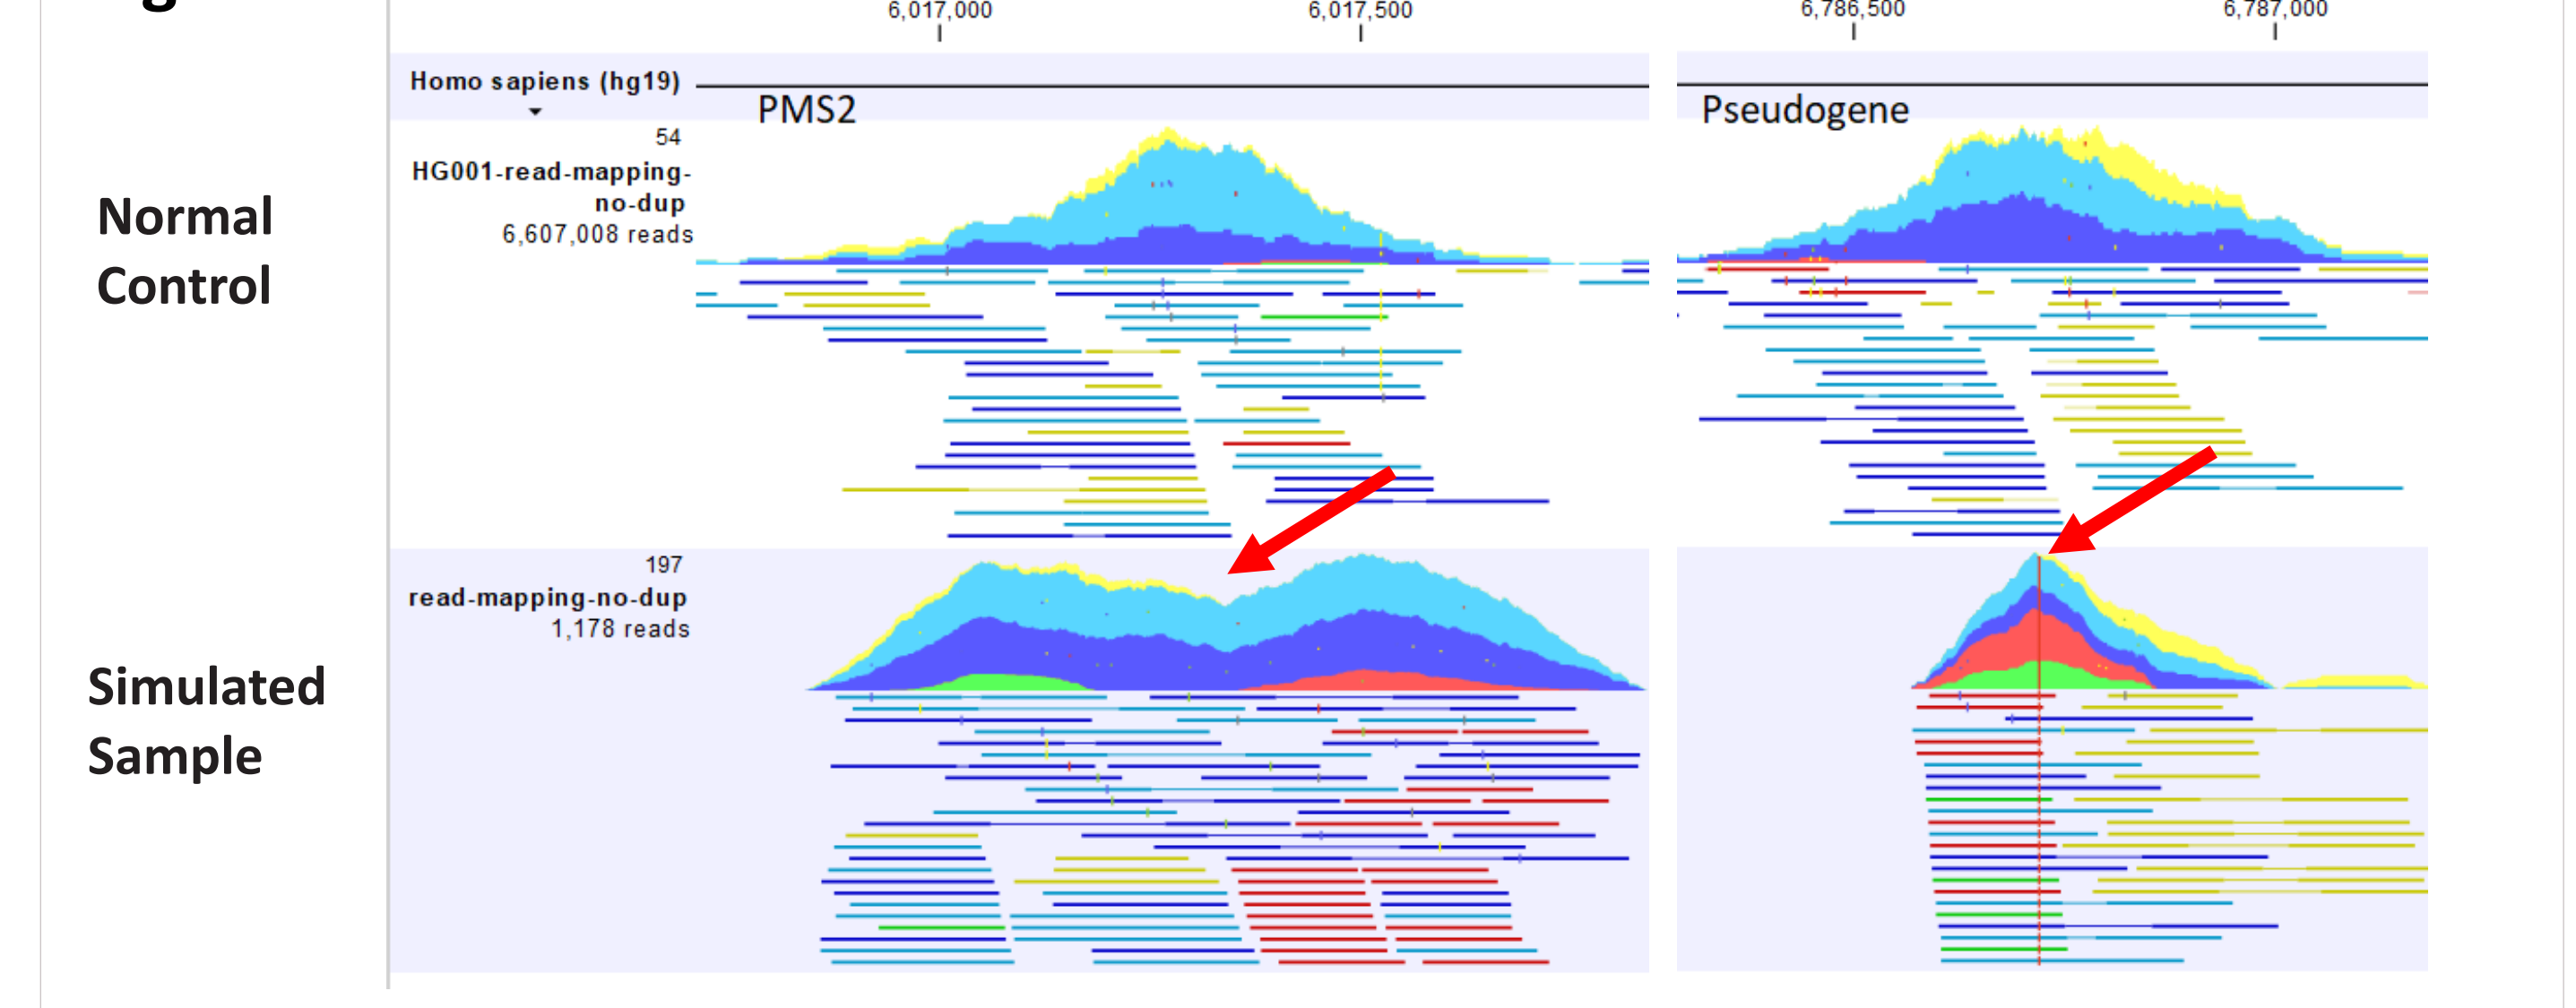 6,017,000 6,017,500 6,786,500 6,787,000
Homo sapiens (hg19)
PMS2 Pseudogene
54
HG001-read-mapping-
no-dup
6,607,008 reads
Normal
Control
197
read-mapping-no-dup
1,178 reads
Simulated
Sample